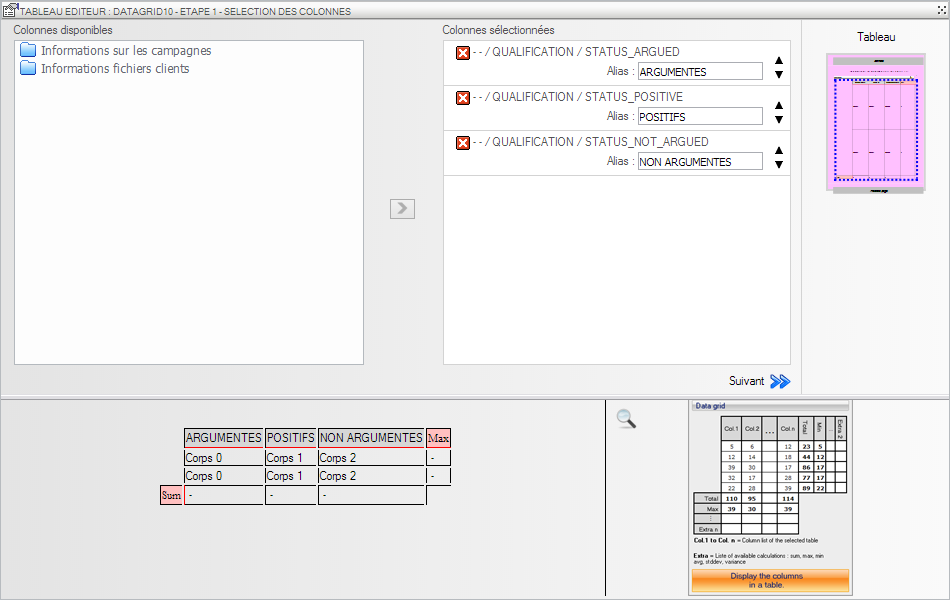 TABLEAU EDITEUR : DATAGRID10 - ETAPE 1 - SELECTION DES COLONNES
Colonnes disponibles
Informations sur les campagnes
Informations fichiers clients
Colonnes sélectionnées
- - / QUALIFICATION / STATUS_ARGUED
Alias : ARGUMENTES
- - / QUALIFICATION / STATUS_POSITIVE
Alias : POSITIFS
- - / QUALIFICATION / STATUS_NOT_ARGUED
Alias : NON ARGUMENTES
Suivant
Tableau
ARGUMENTES POSITIFS NON ARGUMENTES Max
Corps 0 Corps 1 Corps 2 -
Corps 0 Corps 1 Corps 2 -
Sum - - -
Data grid
Col.1 Col.2 ... Col.n Total Min ... Extra 2
5 6 12 23 5
12 14 18 44 12
39 30 17 86 17
32 17 28 77 17
22 28 39 89 22
Total 110 95 114
Max 39 30 39
:
Extra n
Col.1 to Col. n = Column list of the selected table
Extra = Liste of available calculations : sum, max, min
avg, stddev, variance
Display the columns
in a table.